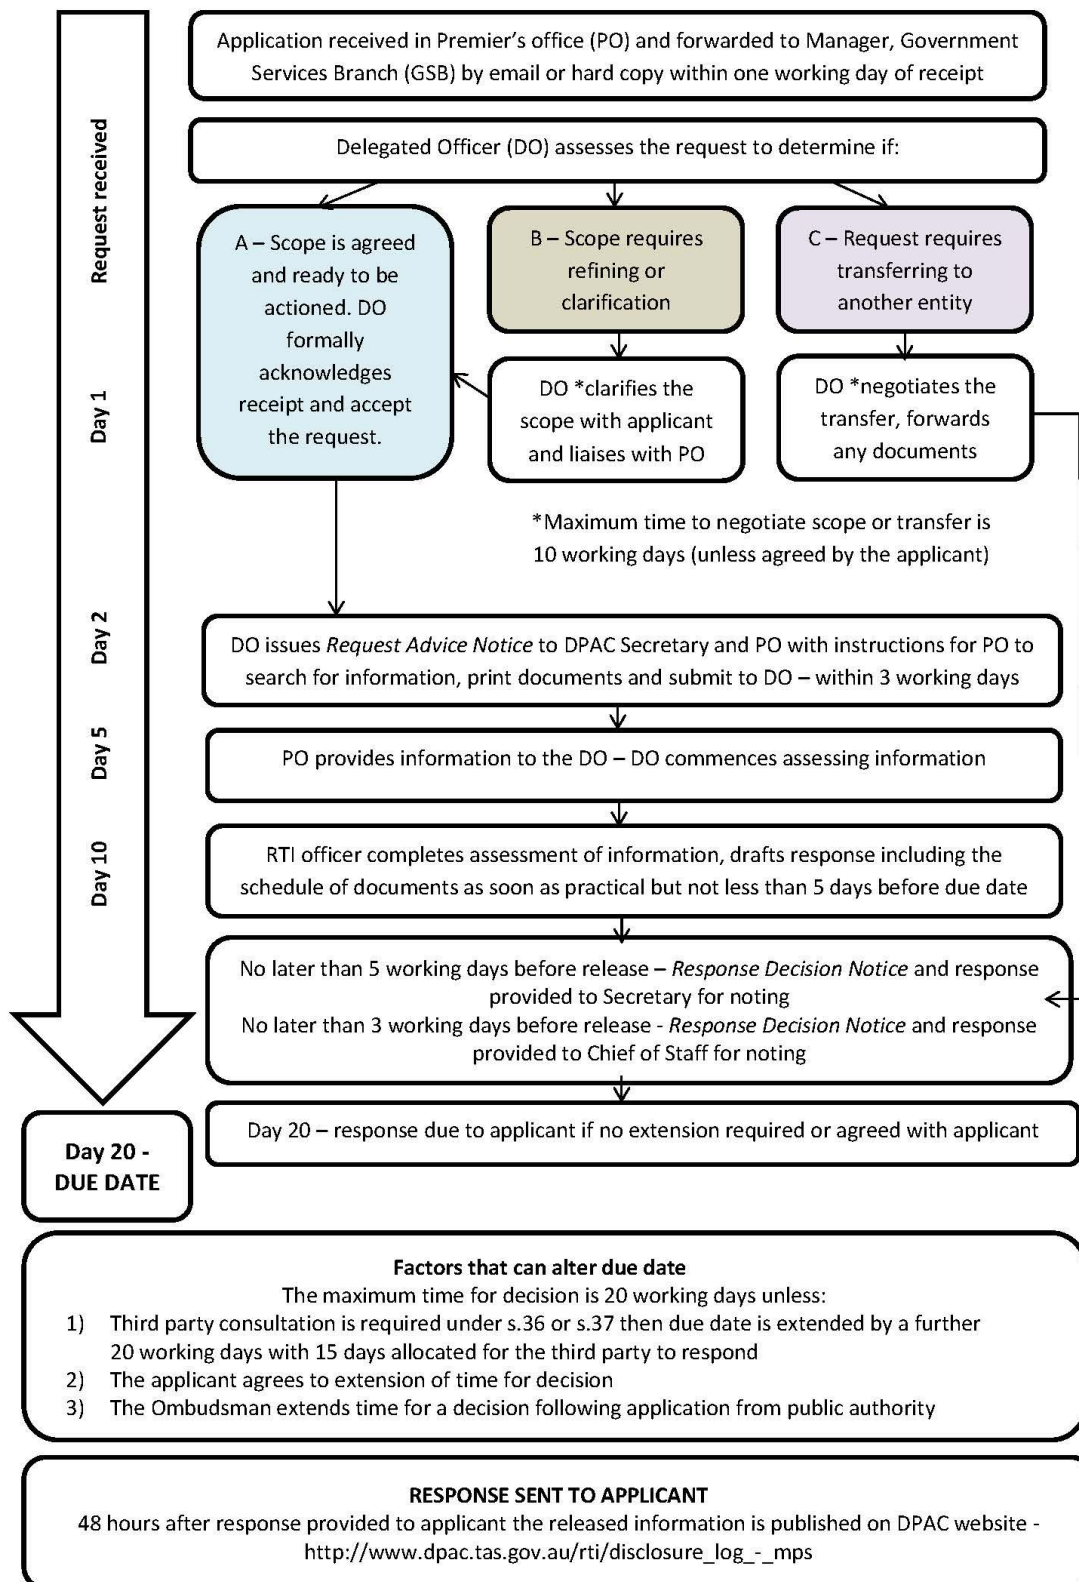 Application received in Premier’s office (PO) and forwarded to Manager, Government
Services Branch (GSB) by email or hard copy within one working day of receipt
Request received
Delegated Officer (DO) assesses the request to determine if:
A – Scope is agreed
and ready to be
actioned. DO
formally
acknowledges
receipt and accept
the request.
B – Scope requires
refining or
clarification
C – Request requires
transferring to
another entity
Day 1
DO *clarifies the
scope with applicant
and liaises with PO
DO *negotiates the
transfer, forwards
any documents
*Maximum time to negotiate scope or transfer is
10 working days (unless agreed by the applicant)
Day 2
DO issues Request Advice Notice to DPAC Secretary and PO with instructions for PO to
search for information, print documents and submit to DO – within 3 working days
Day 5
PO provides information to the DO – DO commences assessing information
Day 10
RTI officer completes assessment of information, drafts response including the
schedule of documents as soon as practical but not less than 5 days before due date
No later than 5 working days before release – Response Decision Notice and response
provided to Secretary for noting
No later than 3 working days before release - Response Decision Notice and response
provided to Chief of Staff for noting
Day 20 -
DUE DATE
Day 20 – response due to applicant if no extension required or agreed with applicant
Factors that can alter due date
The maximum time for decision is 20 working days unless:
1) Third party consultation is required under s.36 or s.37 then due date is extended by a further
20 working days with 15 days allocated for the third party to respond
2) The applicant agrees to extension of time for decision
3) The Ombudsman extends time for a decision following application from public authority
RESPONSE SENT TO APPLICANT
48 hours after response provided to applicant the released information is published on DPAC website -
http://www.dpac.tas.gov.au/rti/disclosure_log_-_mps